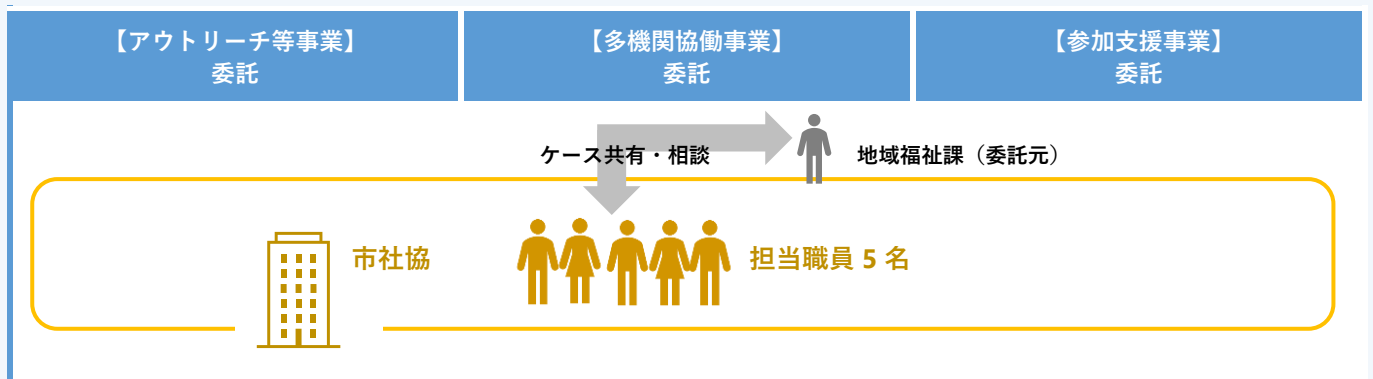 【アウトリーチ等事業】
委託
【多機関協働事業】
委託
【参加支援事業】
委託
ケース共有・相談
地域福祉課（委託元）
市社協
担当職員 5 名